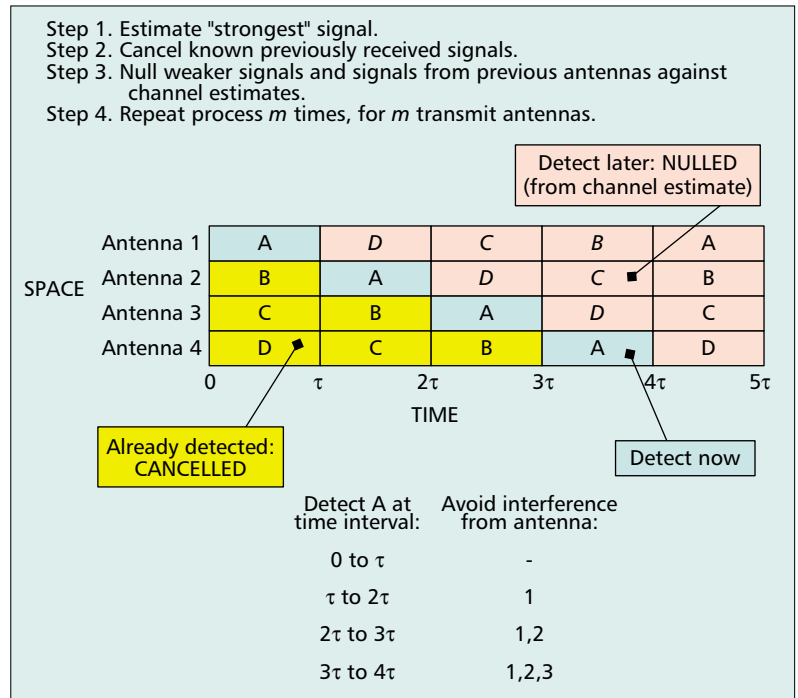 Step 1. Estimate "strongest" signal.
Step 2. Cancel known previously received signals.
Step 3. Null weaker signals and signals from previous antennas against
channel estimates.
Step 4. Repeat process m times, for m transmit antennas.
Detect later: NULLED
(from channel estimate)
SPACE
Antenna 1 A D C B A
Antenna 2 B A D C B
Antenna 3 C B A D C
Antenna 4 D C B A D
0 τ 2τ 3τ 4τ 5τ
TIME
Already detected:
CANCELLED
Detect now
Detect A at
time interval:
Avoid interference
from antenna:
0 to τ -
τ to 2τ 1
2τ to 3τ 1,2
3τ to 4τ 1,2,3